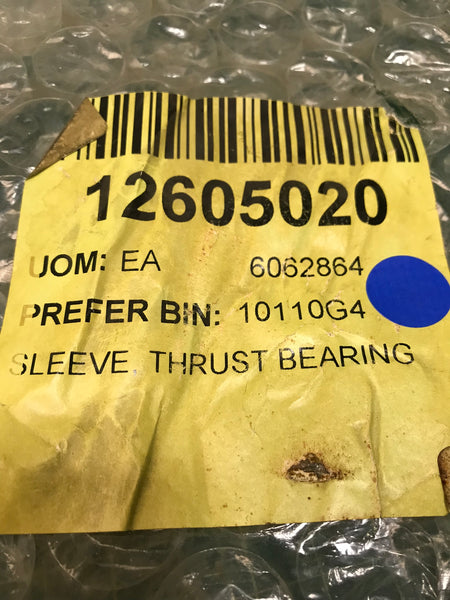 12605020
UOM: EA 6062864
PREFER BIN: 10110G4
SLEEVE THRUST BEARING